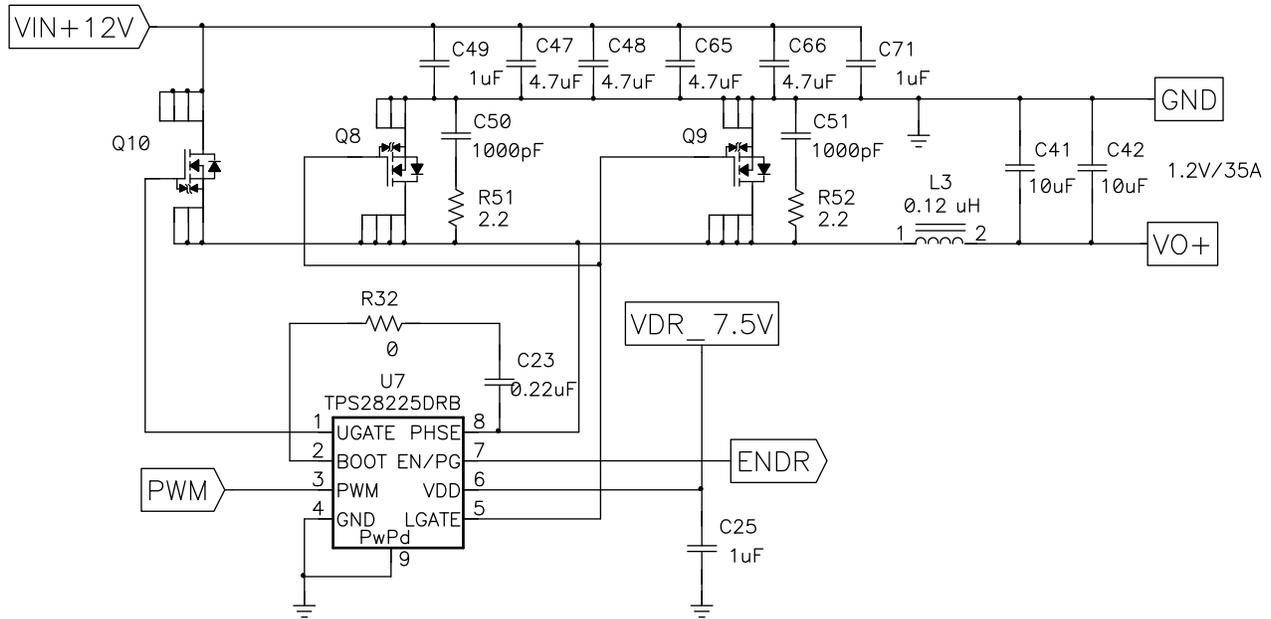 VIN+12V
C49
1uF
C47
4.7uF
C48
4.7uF
C65
4.7uF
C66
4.7uF
C71
1uF
GND
Q10
Q8
C50
1000pF
R51
2.2
Q9
C51
1000pF
R52
2.2
C41
10uF
C42
10uF
1.2V/35A
L3
0.12 uH
1
2
VO+
R32
0
C23
0.22uF
VDR_ 7.5V
U7
TPS28225DRB
1
UGATE
PHSE
8
2
BOOT
EN/PG
7
ENDR
PWM
3
PWM
VDD
6
4
GND
LGATE
5
PwPd
9
C25
1uF